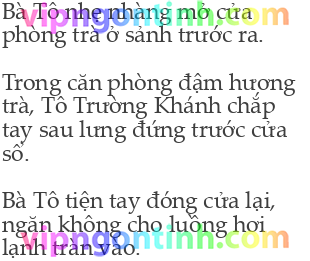 Bà Tô nhẹ nhàng mở cửa
phòng trà ở sảnh trước ra.
Trong căn phòng đậm hương
trà, Tô Trường Khánh chắp
tay sau lưng đứng trước cửa
sổ.
Bà Tô tiện tay đóng cửa lại,
ngăn không cho luồng hơi
lạnh tràn vào.
vipngontinh.com
vipngontinh.com